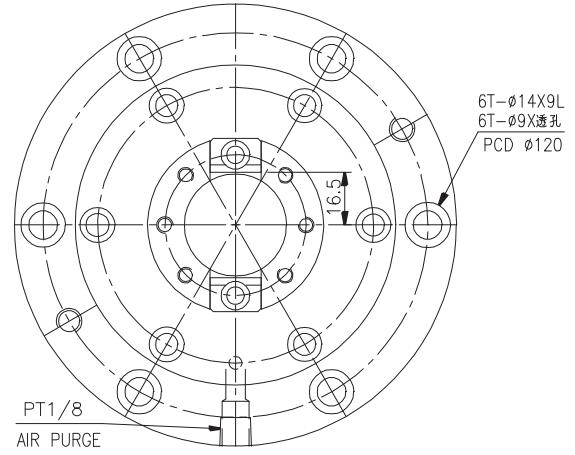 6T-ø14X9L
6T-ø9X透孔
PCD ø120
16.5
PT1/8
AIR PURGE